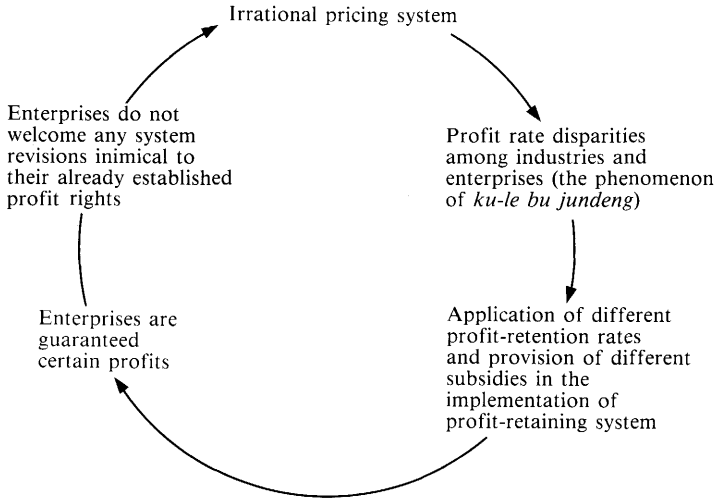 Irrational pricing system
Profit rate disparities
among industries and
enterprises (the phenomenon
of ku-le bu jundeng)
Application of different
profit-retention rates
and provision of different
subsidies in the
implementation of
profit-retaining system
Enterprises are
guaranteed
certain profits
Enterprises do not
welcome any system
revisions inimical to
their already established
profit rights